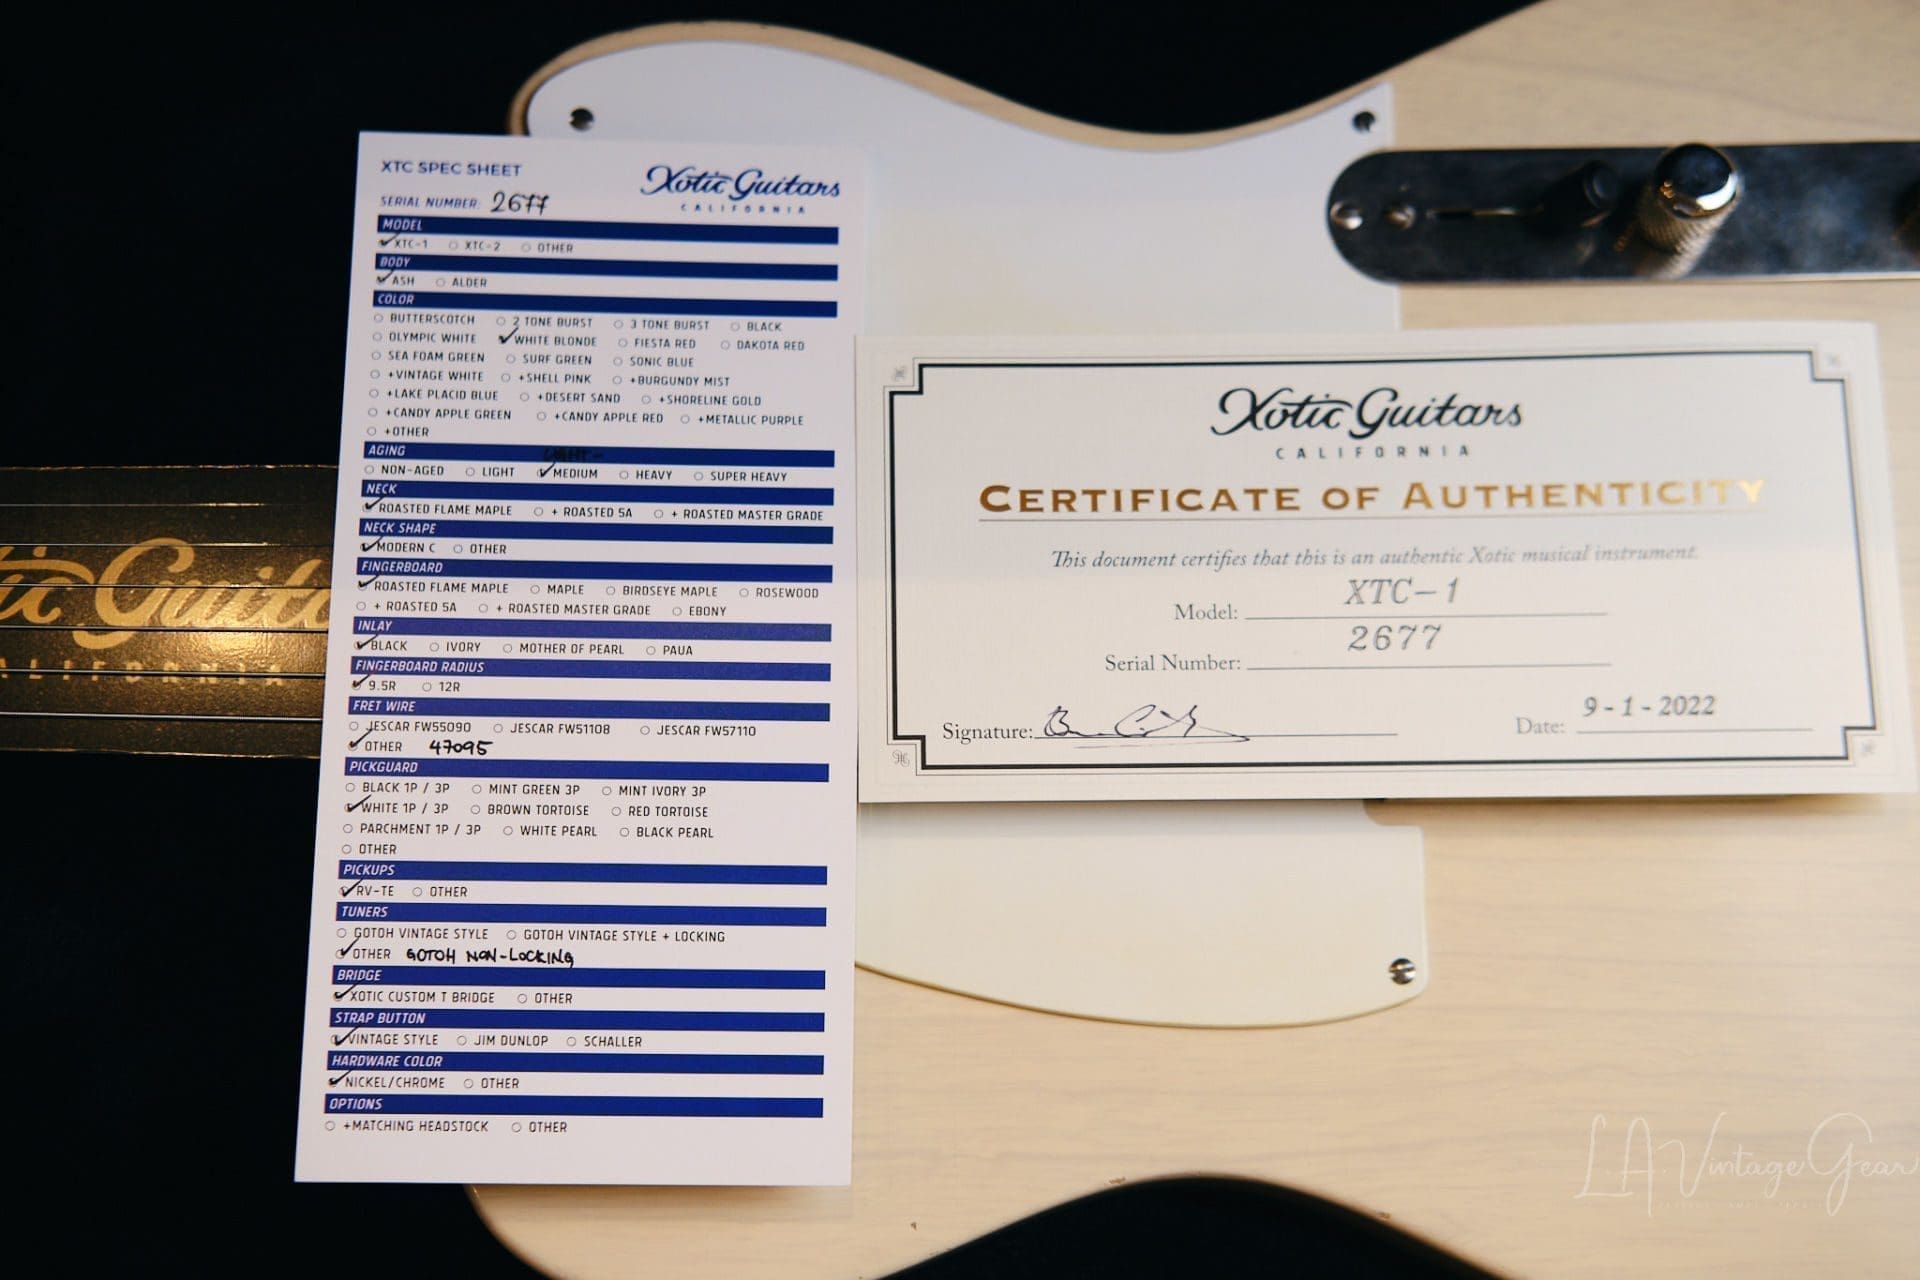 XTC SPEC SHEET
Xotic Guitars
CALIFORNIA
SERIAL NUMBER: 2677
MODEL
XTC-1 XTC-2 OTHER
BODY
ASH ALDER
COLOR
BUTTERSCOTCH 2 TONE BURST 3 TONE BURST BLACK
OLYMPIC WHITE WHITE BLONDE FIESTA RED DAKOTA RED
SEA FOAM GREEN SURF GREEN SONIC BLUE
+VINTAGE WHITE +SHELL PINK +BURGUNDY MIST
+LAKE PLACID BLUE +DESERT SAND +SHORELINE GOLD
+CANDY APPLE GREEN +CANDY APPLE RED +METALLIC PURPLE
+OTHER
AGING LIGHT-
NON-AGED LIGHT MEDIUM HEAVY SUPER HEAVY
NECK
ROASTED FLAME MAPLE + ROASTED 5A + ROASTED MASTER GRADE
NECK SHAPE
MODERN C OTHER
FINGERBOARD
ROASTED FLAME MAPLE MAPLE BIRDSEYE MAPLE ROSEWOOD
+ ROASTED 5A + ROASTED MASTER GRADE EBONY
INLAY
BLACK IVORY MOTHER OF PEARL PAUA
FINGERBOARD RADIUS
9.5R 12R
FRET WIRE
JESCAR FW55090 JESCAR FW51108 JESCAR FW57110
OTHER 47095
PICKGUARD
BLACK 1P / 3P MINT GREEN 3P MINT IVORY 3P
WHITE 1P / 3P BROWN TORTOISE RED TORTOISE
PARCHMENT 1P / 3P WHITE PEARL BLACK PEARL
OTHER
PICKUPS
RV-TE OTHER
TUNERS
GOTOH VINTAGE STYLE GOTOH VINTAGE STYLE + LOCKING
OTHER GOTOH NON-LOCKING
BRIDGE
XOTIC CUSTOM T BRIDGE OTHER
STRAP BUTTON
VINTAGE STYLE JIM DUNLOP SCHALLER
HARDWARE COLOR
NICKEL/CHROME OTHER
OPTIONS
+MATCHING HEADSTOCK OTHER
Xotic Guitars
CALIFORNIA
CERTIFICATE OF AUTHENTICITY
This document certifies that this is an authentic Xotic musical instrument.
Model: XTC-1
Serial Number: 2677
Signature:
Date: 9-1-2022
tic Guita
ALIFORNIA
LA Vintage Gear